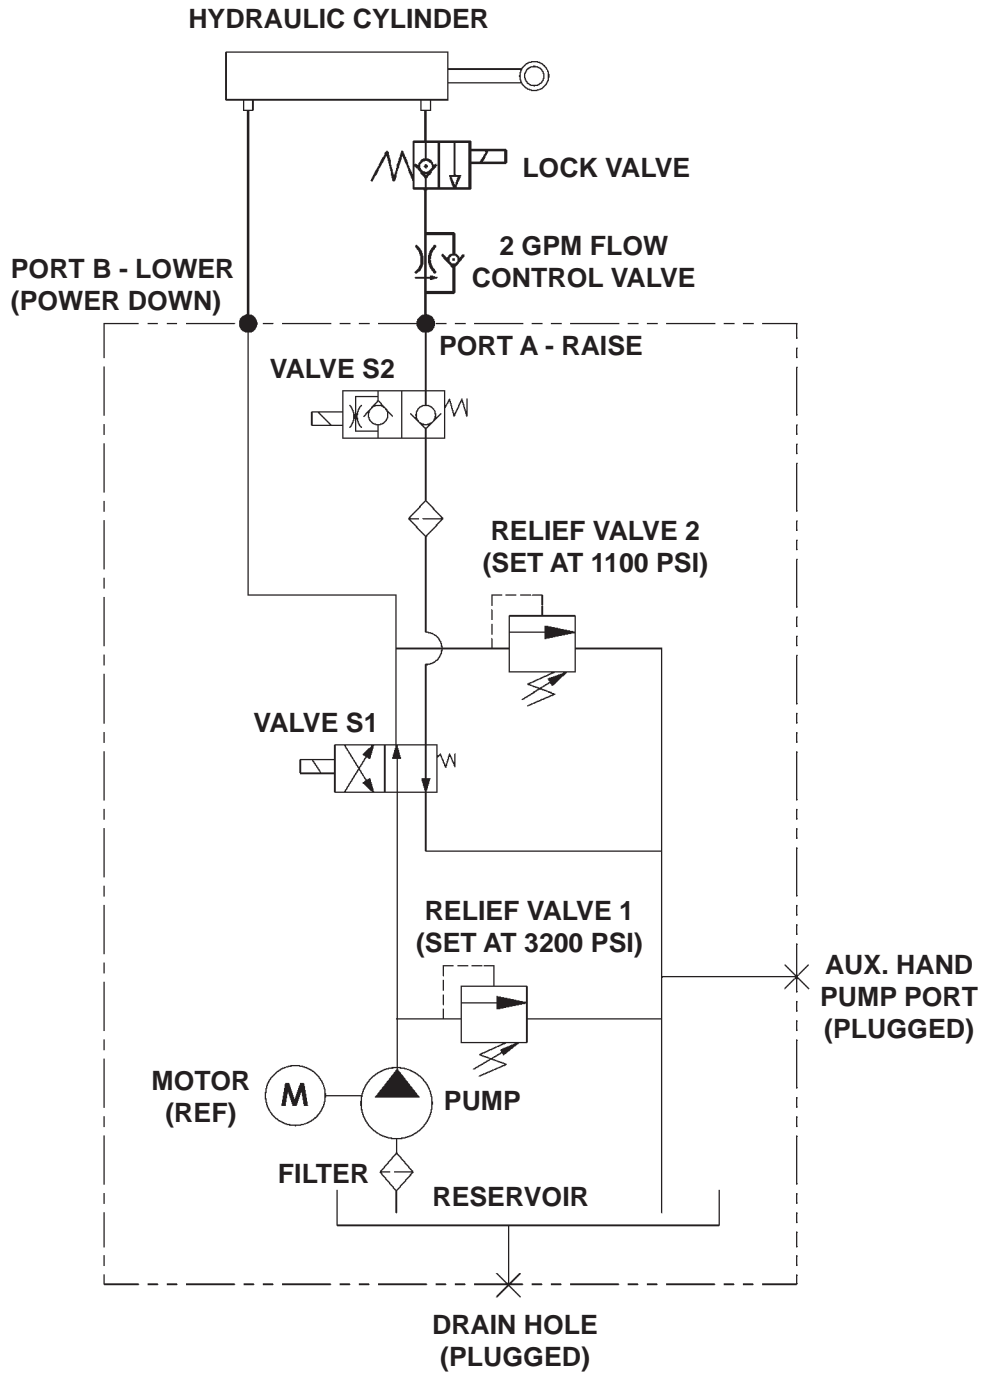 HYDRAULIC CYLINDER
LOCK VALVE
2 GPM FLOW
CONTROL VALVE
PORT B - LOWER
(POWER DOWN)
PORT A - RAISE
VALVE S2
RELIEF VALVE 2
(SET AT 1100 PSI)
VALVE S1
RELIEF VALVE 1
(SET AT 3200 PSI)
AUX. HAND
PUMP PORT
(PLUGGED)
MOTOR
(REF)
M
PUMP
FILTER
RESERVOIR
DRAIN HOLE
(PLUGGED)